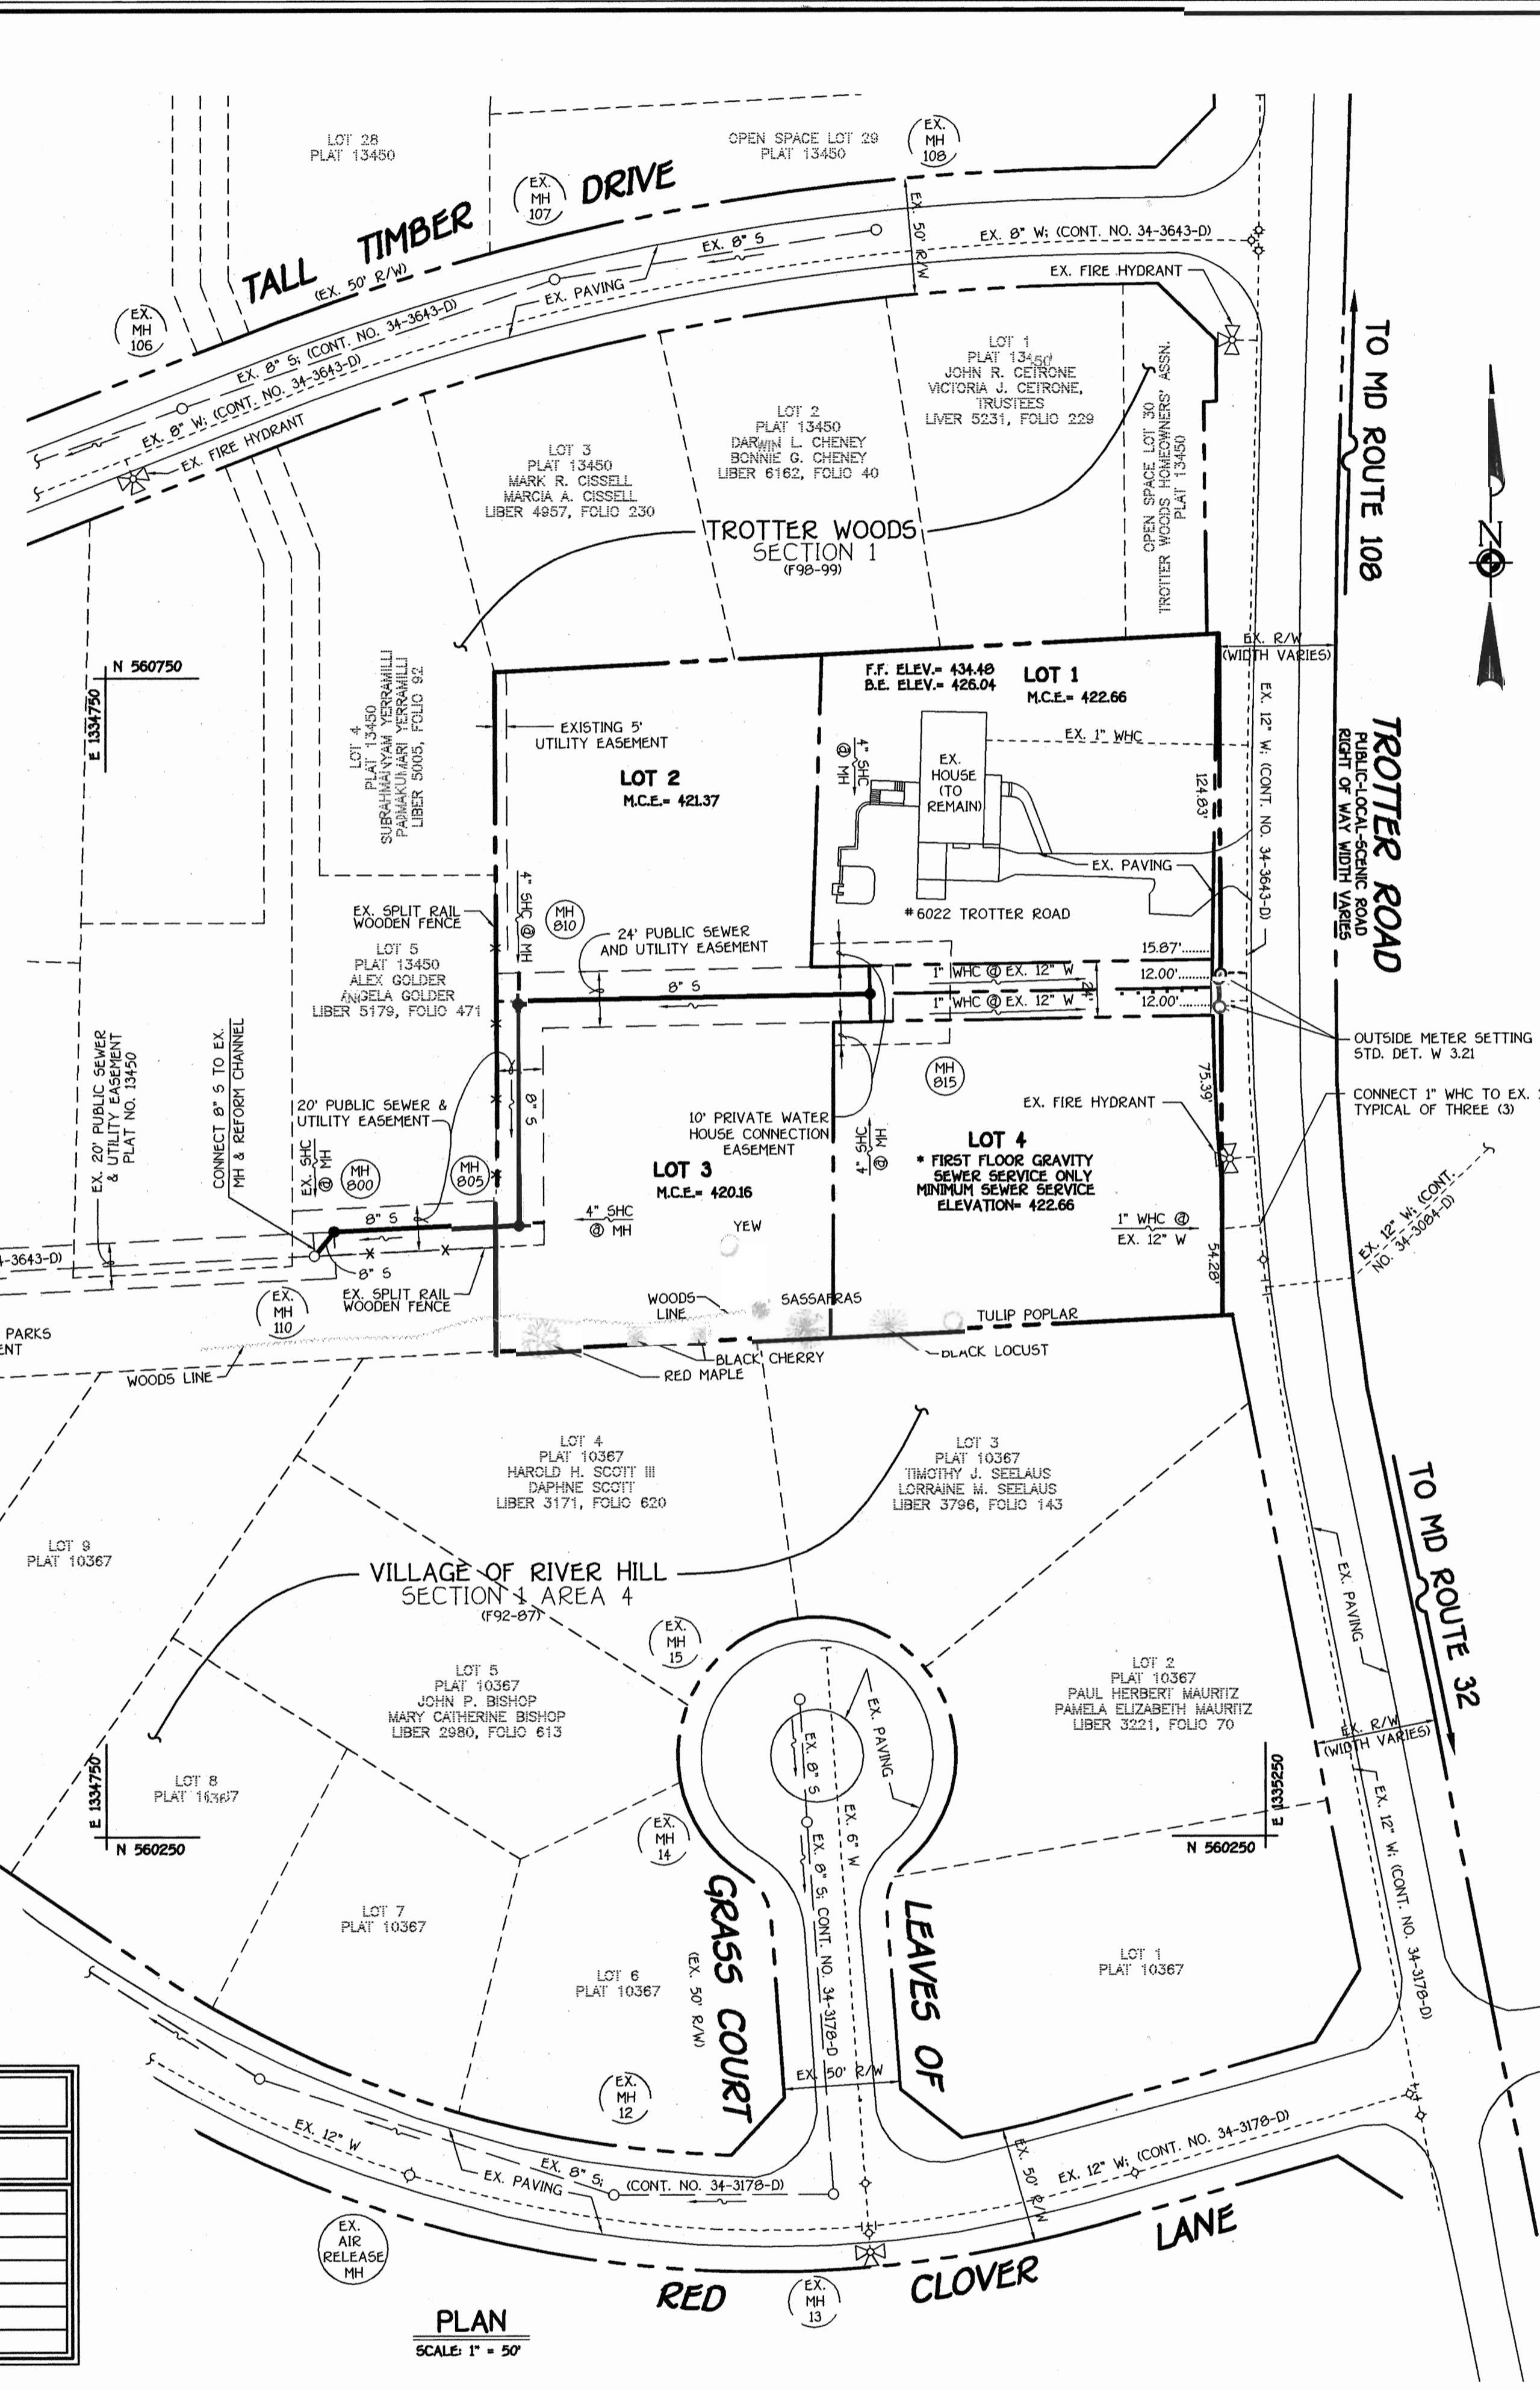 LOT 28
PLAT 13450
OPEN SPACE LOT 29
PLAT 13450
EX.
MH
108
EX.
MH
107
TALL TIMBER DRIVE
(EX. 50' R/W)
EX. 50' R/W
EX. 8" S
EX. 8" W; (CONT. NO. 34-3643-D)
EX. FIRE HYDRANT
EX. PAVING
EX.
MH
106
EX. 8" S; (CONT. NO. 34-3643-D)
EX. 8" W; (CONT. NO. 34-3643-D)
EX. FIRE HYDRANT
LOT 1
PLAT 13450
JOHN R. CETRONE
VICTORIA J. CETRONE,
TRUSTEES
LIVER 5231, FOLIO 229
LOT 2
PLAT 13450
DARWIN L. CHENEY
BONNIE G. CHENEY
LIBER 6162, FOLIO 40
LOT 3
PLAT 13450
MARK R. CISSELL
MARCIA A. CISSELL
LIBER 4957, FOLIO 230
OPEN SPACE LOT 30
TROTTER WOODS HOMEOWNERS' ASSN.
PLAT 13450
TO MD ROUTE 108
N
TROTTER WOODS
SECTION 1
(F98-99)
N 560750
E 1334750
LOT 4
PLAT 13450
SUBRAHMANYAM YERRAMILLI
PADMAKUMARI YERRAMILLI
LIBER 5005, FOLIO 92
EXISTING 5'
UTILITY EASEMENT
LOT 2
M.C.E.= 421.37
F.F. ELEV.= 434.48
B.E. ELEV.= 426.04
LOT 1
M.C.E.= 422.66
EX. R/W
(WIDTH VARIES)
EX. 1" WHC
4" SHC
@ MH
EX.
HOUSE
(TO
REMAIN)
124.83'
EX. 12" W; (CONT. NO. 34-3643-D)
TROTTER ROAD
PUBLIC-LOCAL-SCENIC ROAD
RIGHT OF WAY WIDTH VARIES
EX. PAVING
#6022 TROTTER ROAD
EX. SPLIT RAIL
WOODEN FENCE
4" SHC @ MH
MH
810
24' PUBLIC SEWER
AND UTILITY EASEMENT
LOT 5
PLAT 13450
ALEX GOLDER
ANGELA GOLDER
LIBER 5179, FOLIO 471
8" S
1" WHC @ EX. 12" W
1" WHC @ EX. 12" W
24'
15.87'
12.00'
12.00'
OUTSIDE METER SETTING
STD. DET. W 3.21
CONNECT 1" WHC TO EX. 1
TYPICAL OF THREE (3)
EX. 20' PUBLIC SEWER
& UTILITY EASEMENT
PLAT NO. 13450
CONNECT 8" S TO EX.
MH & REFORM CHANNEL
20' PUBLIC SEWER &
UTILITY EASEMENT
8" S
MH
815
75.39'
EX. FIRE HYDRANT
10' PRIVATE WATER
HOUSE CONNECTION
EASEMENT
4" SHC
@ MH
LOT 4
* FIRST FLOOR GRAVITY
SEWER SERVICE ONLY
MINIMUM SEWER SERVICE
ELEVATION= 422.66
EX. SHC
@ MH
MH
800
MH
805
LOT 3
M.C.E.= 420.16
4" SHC
@ MH
YEW
1" WHC @
EX. 12" W
54.28'
EX. 12" W; (CONT.
NO. 34-3084-D)
8" S
-3643-D)
8" S
EX. SPLIT RAIL
WOODEN FENCE
EX.
MH
110
WOODS
LINE
SASSAFRAS
TULIP POPLAR
PARKS
ENT
WOODS LINE
BLACK CHERRY
BLACK LOCUST
RED MAPLE
LOT 4
PLAT 10367
HAROLD H. SCOTT III
DAPHNE SCOTT
LIBER 3171, FOLIO 620
LOT 3
PLAT 10367
TIMOTHY J. SEELAUS
LORRAINE M. SEELAUS
LIBER 3796, FOLIO 143
LOT 9
PLAT 10367
VILLAGE OF RIVER HILL
SECTION 1 AREA 4
(F92-87)
TO MD ROUTE 32
EX. PAVING
EX.
MH
15
LOT 5
PLAT 10367
JOHN P. BISHOP
MARY CATHERINE BISHOP
LIBER 2980, FOLIO 613
LOT 2
PLAT 10367
PAUL HERBERT MAURITZ
PAMELA ELIZABETH MAURITZ
LIBER 3221, FOLIO 70
EX. R/W
(WIDTH VARIES)
EX. 8" S
EX. PAVING
LOT 8
PLAT 10367
E 1334750
N 560250
EX.
MH
14
EX. 6" W
E 1335250
N 560250
EX. 12" W; (CONT. NO. 34-3178-D)
LOT 7
PLAT 10367
LOT 6
PLAT 10367
LEAVES OF
GRASS COURT
(EX. 50' R/W)
EX. 8" S; CONT. NO. 34-3178-D
LOT 1
PLAT 10367
EX. 50' R/W
EX.
MH
12
EX. 12" W
EX. PAVING
EX. 8" S;
(CONT. NO. 34-3178-D)
EX. 50' R/W
EX. 12" W; (CONT. NO. 34-3178-D)
EX.
AIR
RELEASE
MH
RED CLOVER LANE
EX.
MH
13
PLAN
SCALE: 1" = 50'